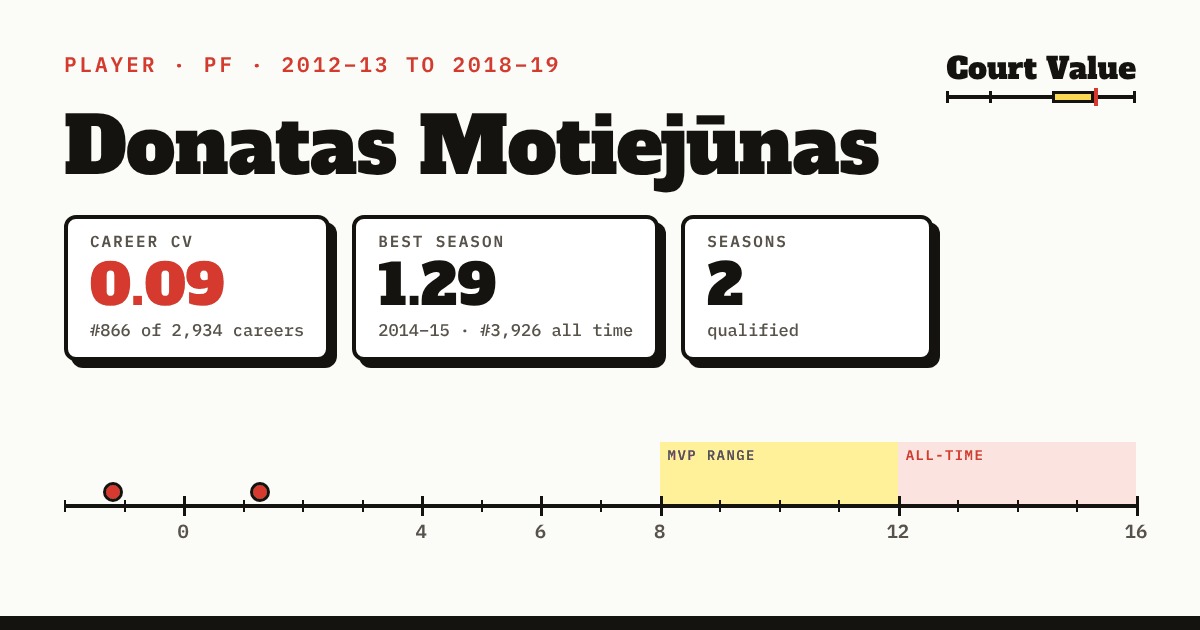 PLAYER · PF · 2012–13 TO 2018–19
Court Value
Donatas Motiejūnas
CAREER CV
0.09
#866 of 2,934 careers
BEST SEASON
1.29
2014–15 · #3,926 all time
SEASONS
2
qualified
MVP RANGE
ALL-TIME
0 4 6 8 12 16